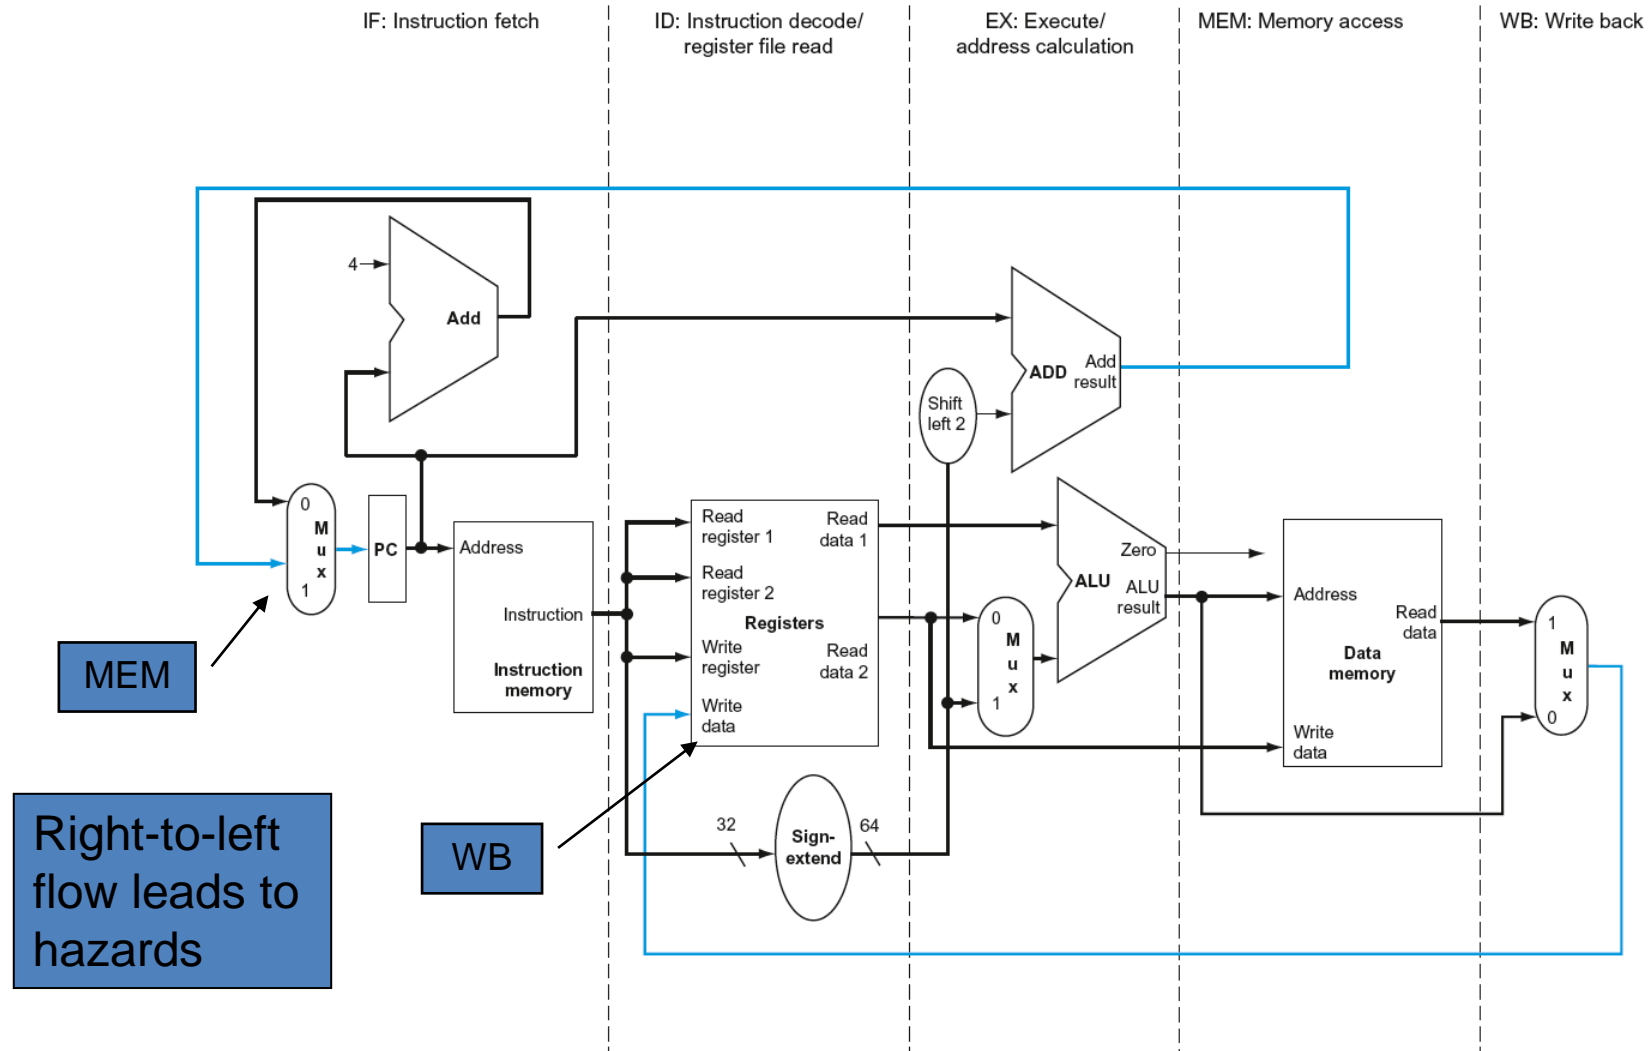 IF: Instruction fetch
ID: Instruction decode/
register file read
EX: Execute/
address calculation
MEM: Memory access
WB: Write back
4
Add
ADD
Add
result
Shift
left 2
0
M
u
x
1
PC
Address
Instruction
Instruction
memory
Read
register 1
Read
register 2
Write
register
Write
data
Registers
Read
data 1
Read
data 2
0
M
u
x
1
Zero
ALU
ALU
result
Address
Read
data
Data
memory
Write
data
1
M
u
x
0
MEM
WB
32
Sign-
extend
64
Right-to-left
flow leads to
hazards